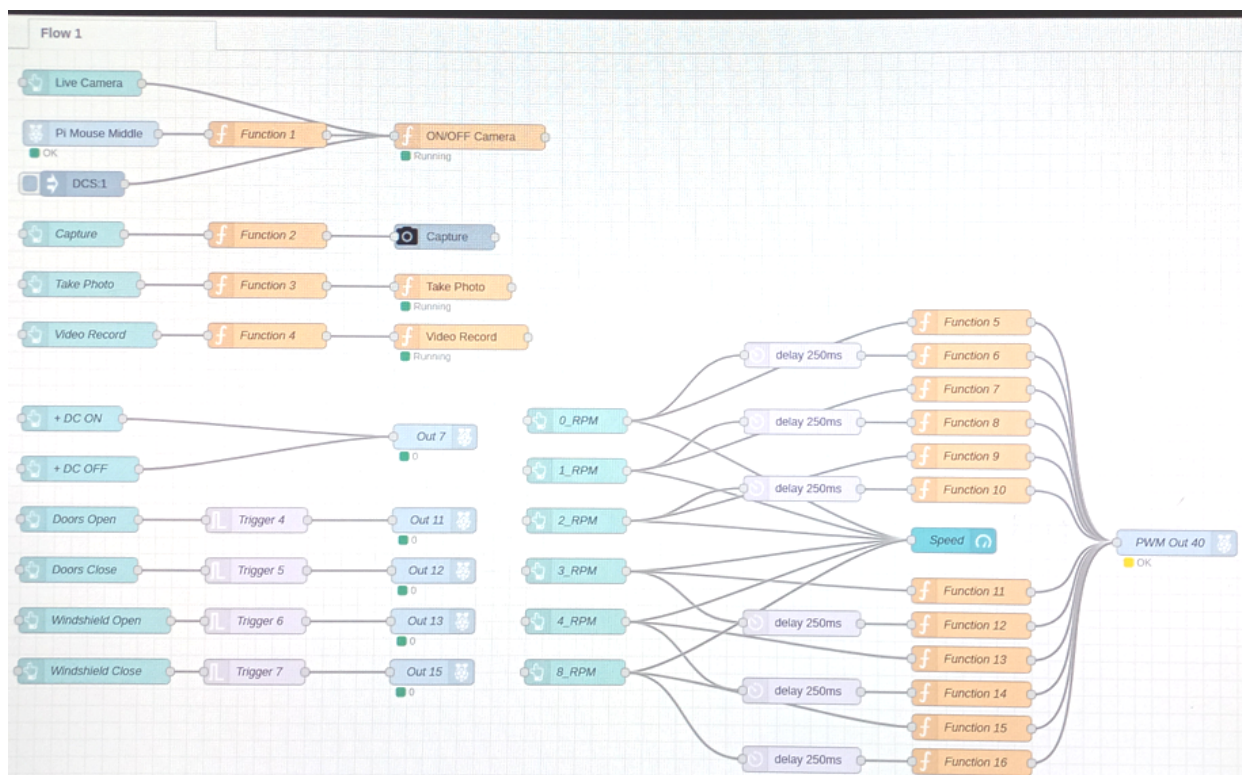 Flow 1
Live Camera
Pi Mouse Middle
Function 1
ON/OFF Camera
OK
Running
DCS:1
Capture
Function 2
Capture
Take Photo
Function 3
Take Photo
Running
Video Record
Function 4
Video Record
Running
+ DC ON
+ DC OFF
Out 7
0
Doors Open
Trigger 4
Out 11
0
Doors Close
Trigger 5
Out 12
0
Windshield Open
Trigger 6
Out 13
0
Windshield Close
Trigger 7
Out 15
0
0_RPM
1_RPM
2_RPM
3_RPM
4_RPM
8_RPM
delay 250ms
delay 250ms
delay 250ms
delay 250ms
delay 250ms
delay 250ms
Function 5
Function 6
Function 7
Function 8
Function 9
Function 10
Speed
Function 11
Function 12
Function 13
Function 14
Function 15
Function 16
PWM Out 40
OK